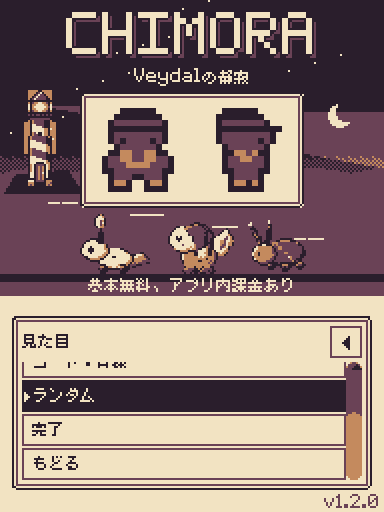 CHIMORA
Veydalの探索
基本無料、アプリ内課金あり
見た目
ランダム
完了
もどる
v1.2.0